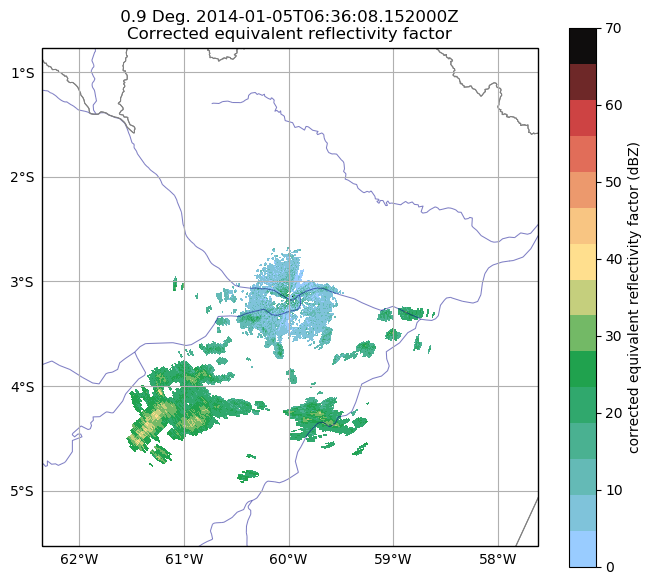 0.9 Deg. 2014-01-05T06:36:08.152000Z
Corrected equivalent reflectivity factor
1°S
2°S
3°S
4°S
5°S
62°W 61°W 60°W 59°W 58°W
70
60
50
40
30
20
10
0
corrected equivalent reflectivity factor (dBZ)